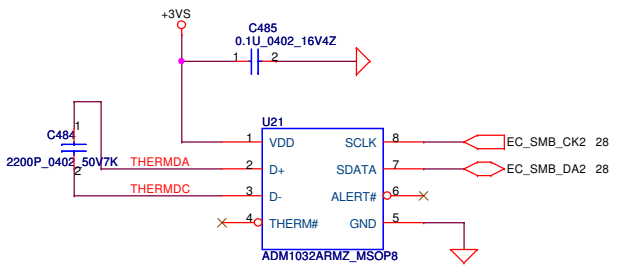 +3VS
C485
0.1U_0402_16V4Z
1 2
U21
C484
1
2200P_0402_50V7K
2
THERMDA
THERMDC
1 VDD SCLK 8 EC_SMB_CK2 28
2 D+ SDATA 7 EC_SMB_DA2 28
3 D- ALERT# 6
4 THERM# GND 5
ADM1032ARMZ_MSOP8